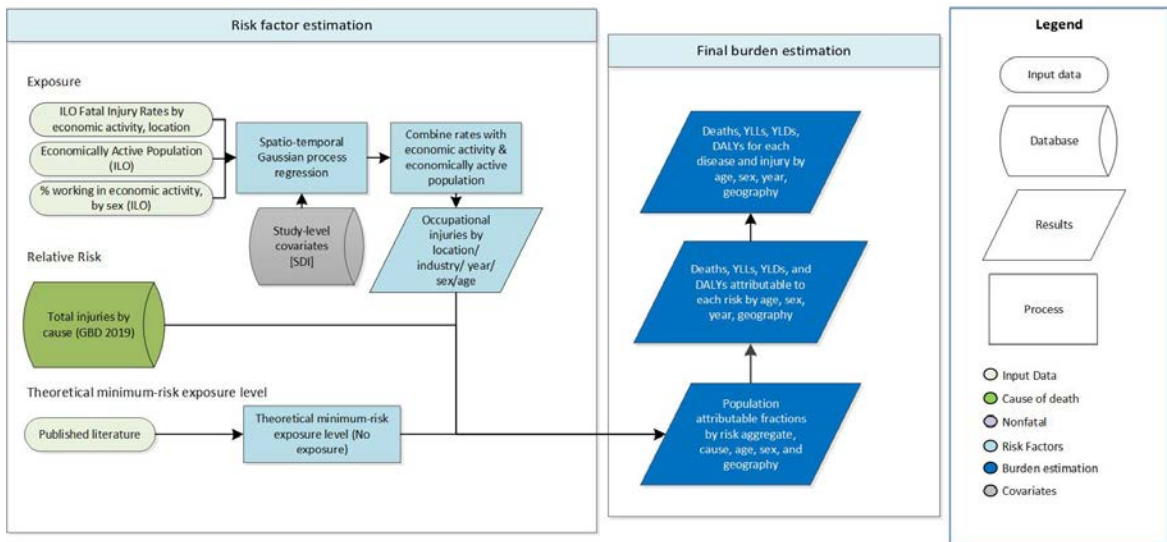 Risk factor estimation
Exposure
ILO Fatal Injury Rates by
economic activity, location
Economically Active Population
(ILO)
% working in economic activity,
by sex (ILO)
Spatio-temporal
Gaussian process
regression
Combine rates with
economic activity &
economically active
population
Study-level
covariates
[SDI]
Occupational
injuries by
location/
industry/ year/
sex/age
Relative Risk
Total injuries by
cause (GBD 2019)
Theoretical minimum-risk exposure level
Published literature
Theoretical minimum-risk
exposure level (No
exposure)
Final burden estimation
Deaths, YLLs, YLDs,
DALYs for each
disease and injury by
age, sex, year,
geography
Deaths, YLLs, YLDs, and
DALYs attributable to
each risk by age, sex,
year, geography
Population
attributable fractions
by risk aggregate,
cause, age, sex, and
geography
Legend
Input data
Database
Results
Process
Input Data
Cause of death
Nonfatal
Risk Factors
Burden estimation
Covariates